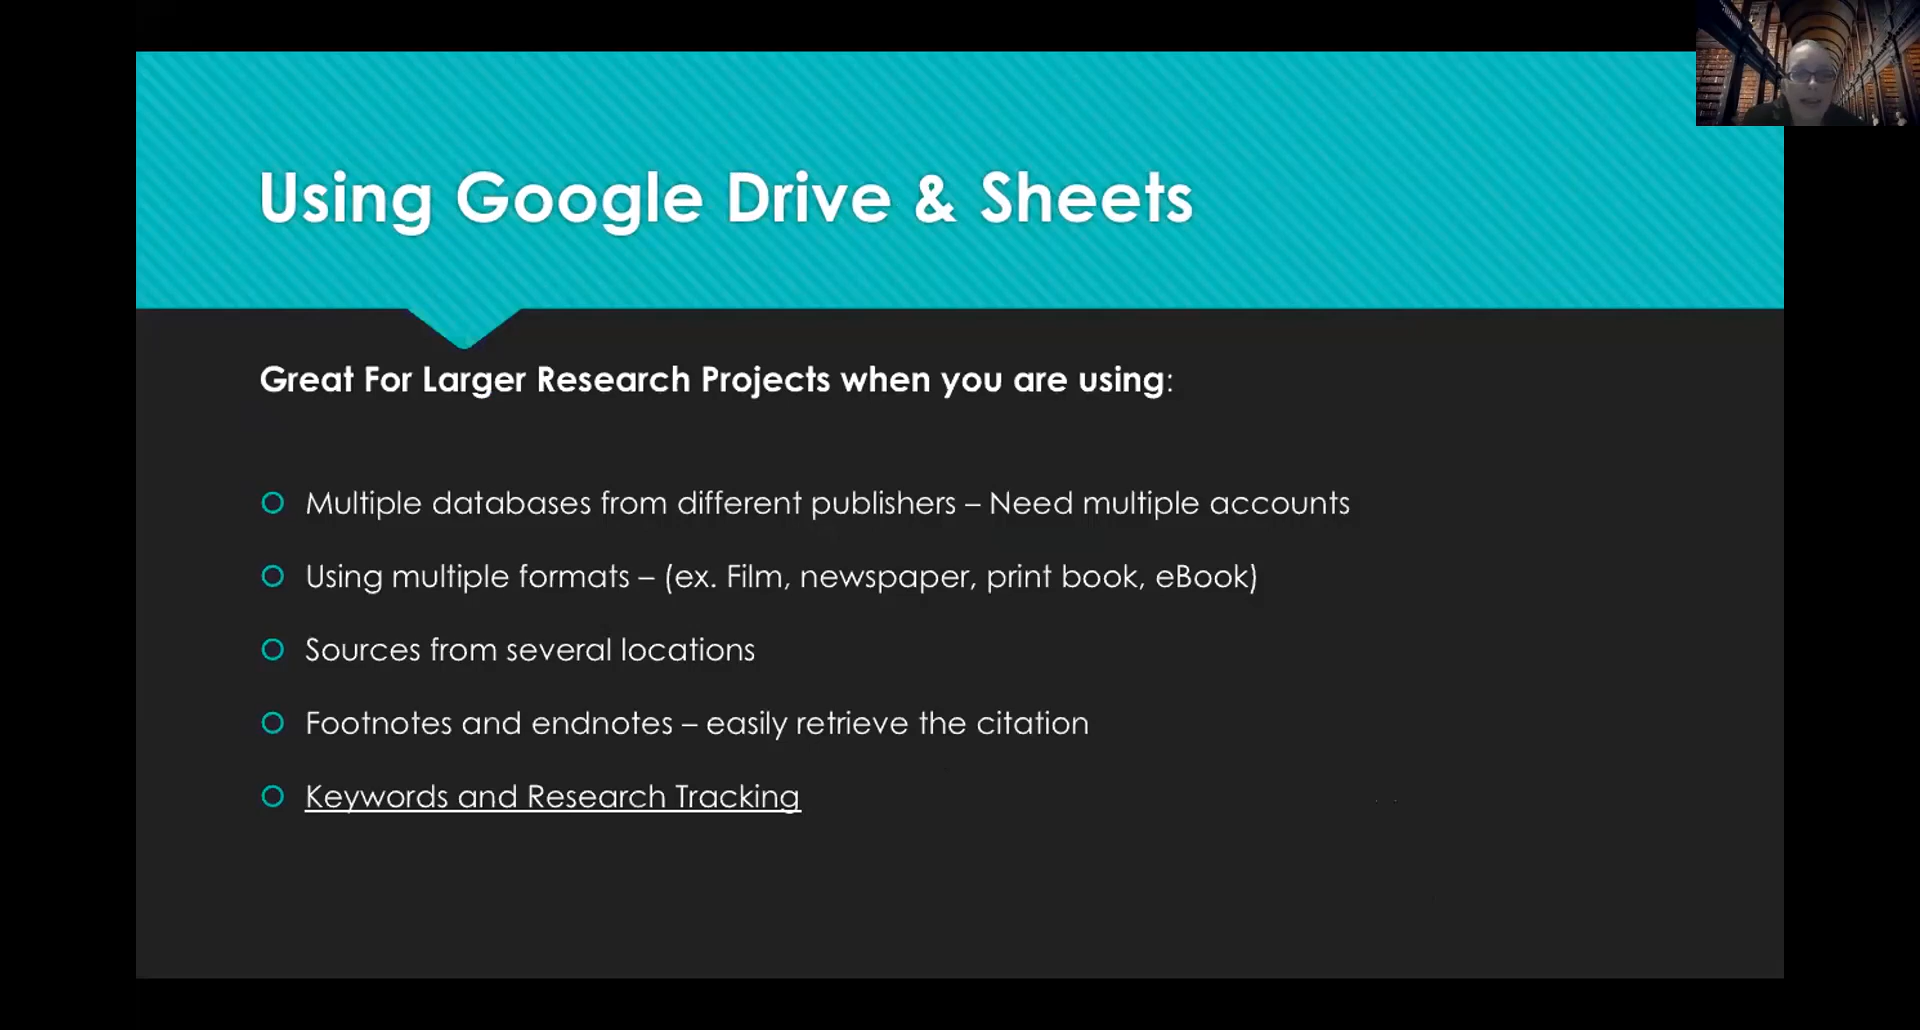 Using Google Drive & Sheets
Great For Larger Research Projects when you are using:
Multiple databases from different publishers – Need multiple accounts
Using multiple formats – (ex. Film, newspaper, print book, eBook)
Sources from several locations
Footnotes and endnotes – easily retrieve the citation
Keywords and Research Tracking